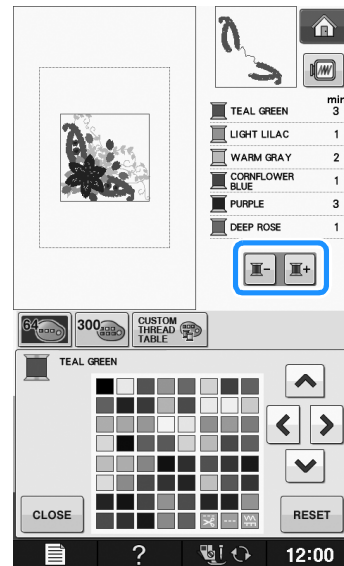 min
TEAL GREEN 3
LIGHT LILAC 1
WARM GRAY 2
CORNFLOWER
BLUE 1
PURPLE 3
DEEP ROSE 1
- +
64 300 CUSTOM
THREAD
TABLE
TEAL GREEN
CLOSE RESET
? 12:00